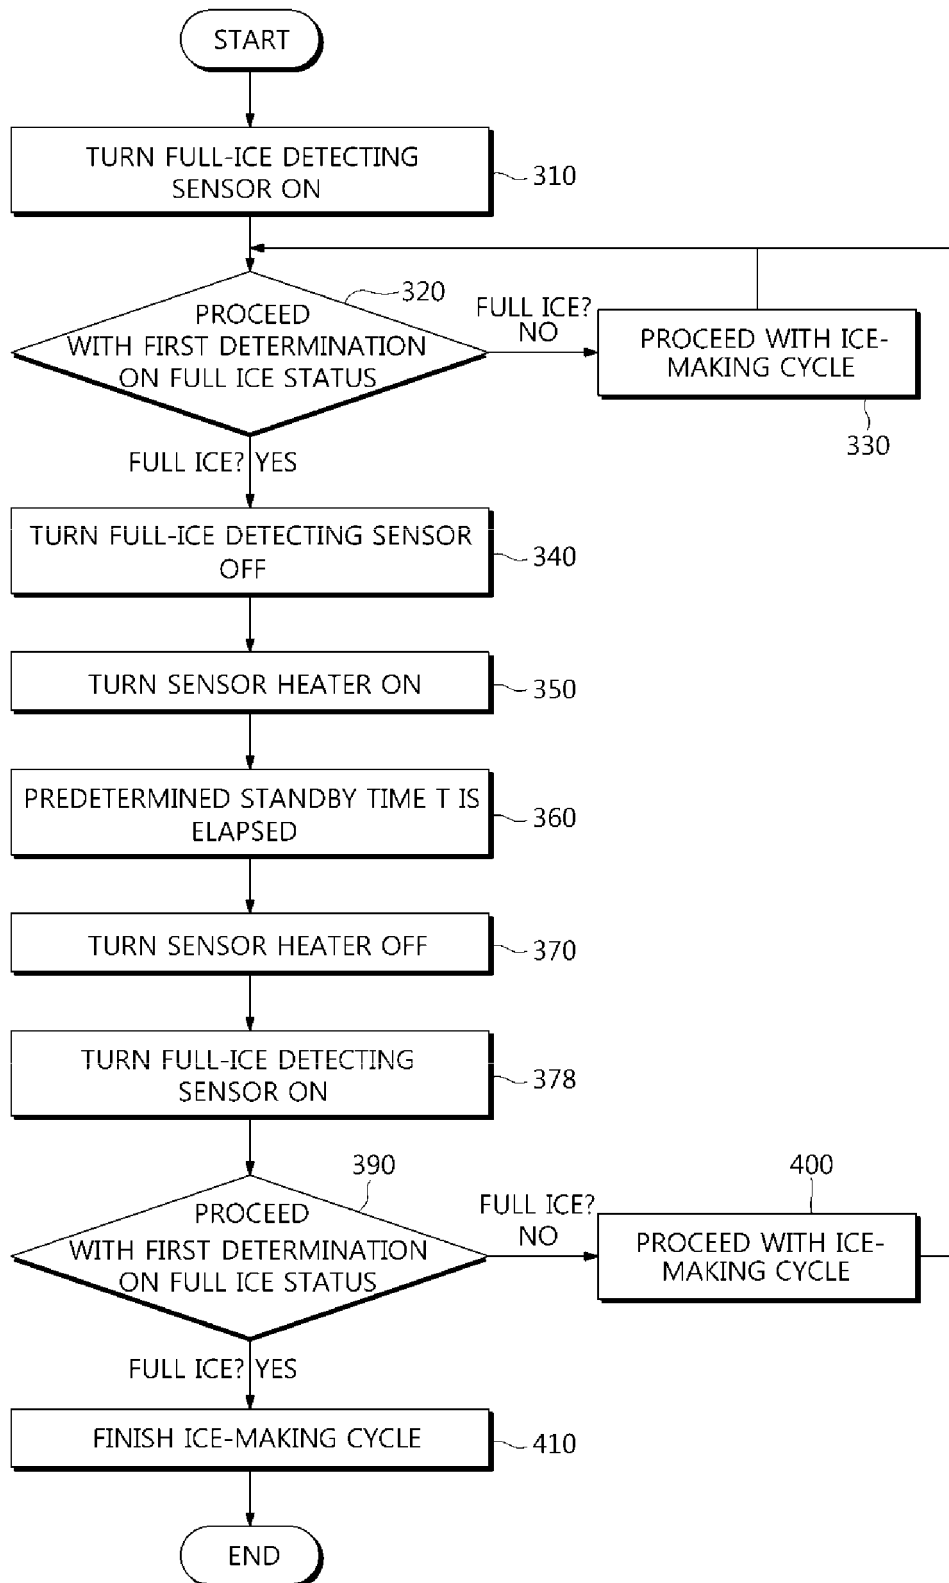 START
TURN FULL-ICE DETECTING
SENSOR ON
310
320
PROCEED
WITH FIRST DETERMINATION
ON FULL ICE STATUS
FULL ICE?
NO
PROCEED WITH ICE-
MAKING CYCLE
330
FULL ICE? YES
TURN FULL-ICE DETECTING SENSOR
OFF
340
TURN SENSOR HEATER ON
350
PREDETERMINED STANDBY TIME T IS
ELAPSED
360
TURN SENSOR HEATER OFF
370
TURN FULL-ICE DETECTING
SENSOR ON
378
390
PROCEED
WITH FIRST DETERMINATION
ON FULL ICE STATUS
FULL ICE?
NO
400
PROCEED WITH ICE-
MAKING CYCLE
FULL ICE? YES
FINISH ICE-MAKING CYCLE
410
END